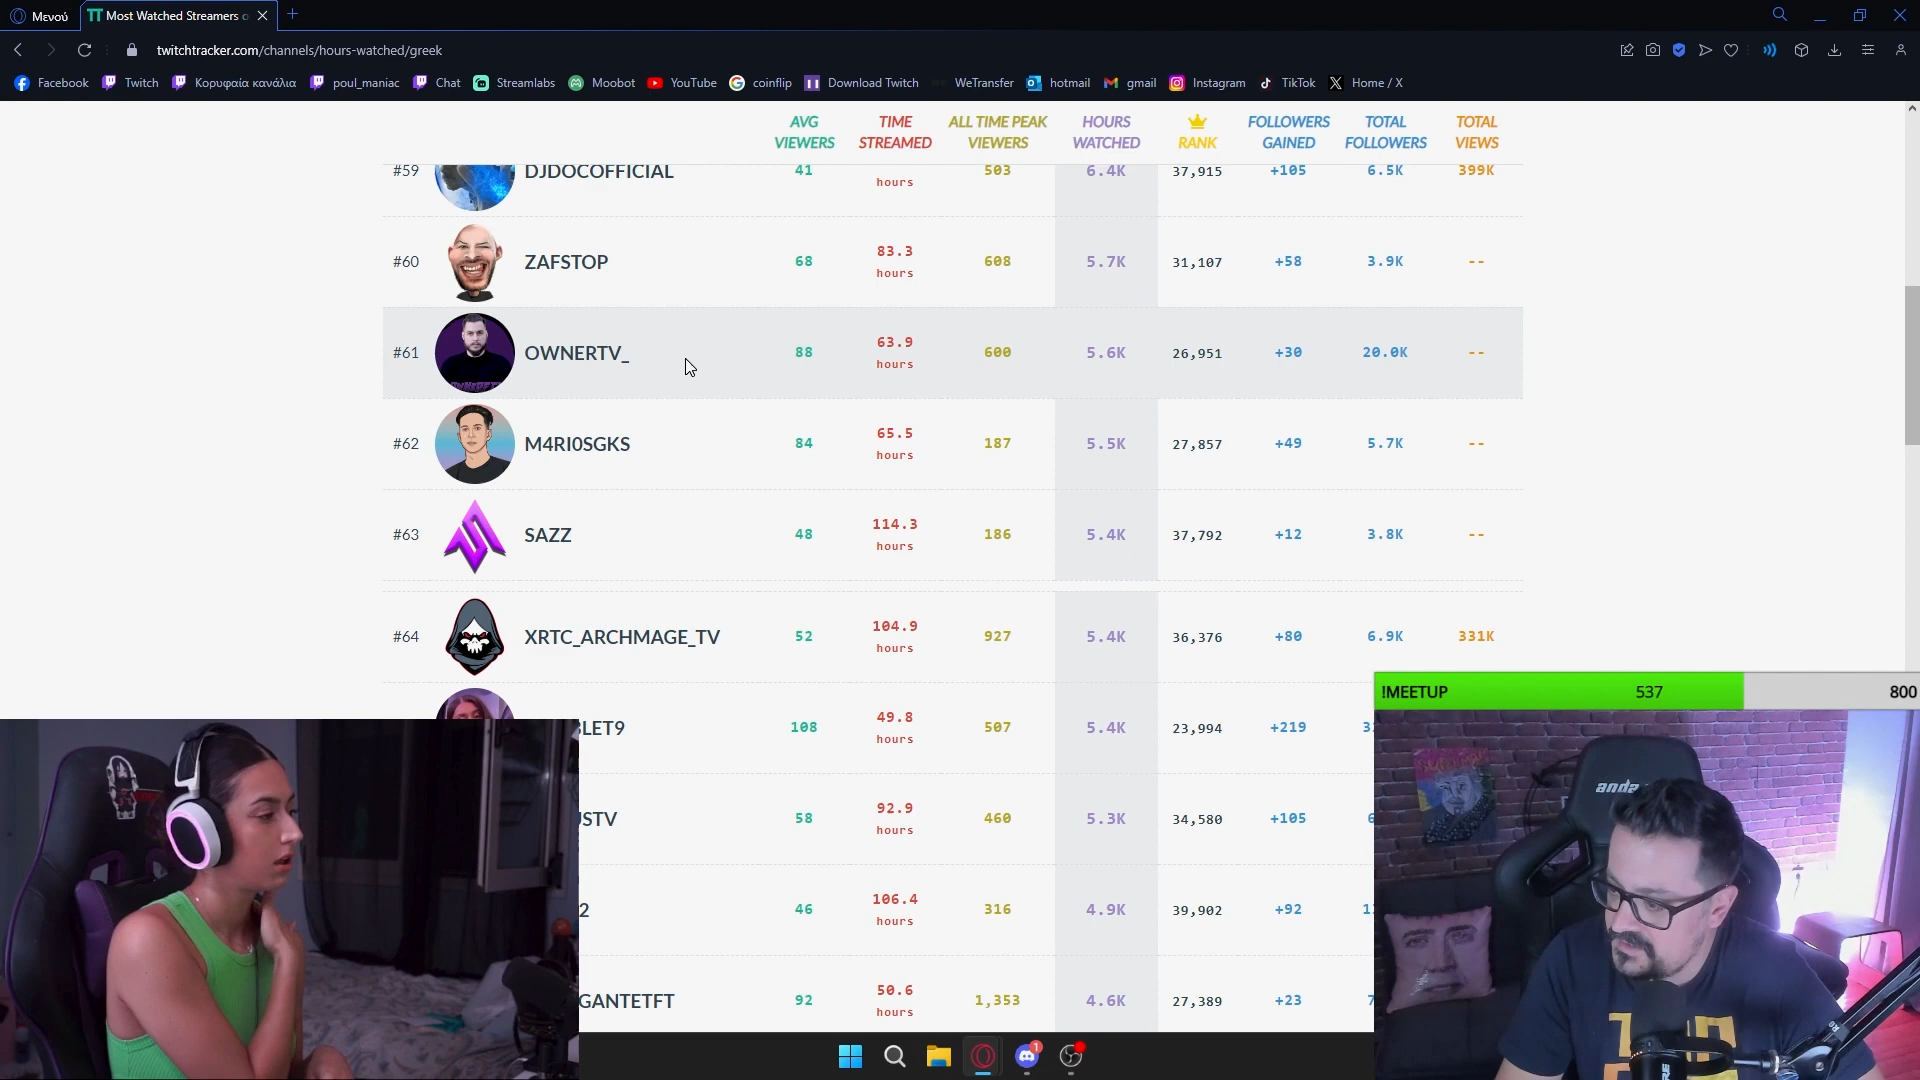 Μενού
Most Watched Streamers o
twitchtracker.com/channels/hours-watched/greek
Facebook Twitch Κορυφαία κανάλια poul_maniac Chat Streamlabs Moobot YouTube coinflip Download Twitch WeTransfer hotmail gmail Instagram TikTok Home / X
AVG VIEWERS TIME STREAMED ALL TIME PEAK VIEWERS HOURS WATCHED RANK FOLLOWERS GAINED TOTAL FOLLOWERS TOTAL VIEWS
#59 DJDOCOFFICIAL 41 hours 503 6.4K 37,915 +105 6.5K 399K
#60 ZAFSTOP 68 83.3 hours 608 5.7K 31,107 +58 3.9K --
#61 OWNERTV_ 88 63.9 hours 600 5.6K 26,951 +30 20.0K --
#62 M4RI0SGKS 84 65.5 hours 187 5.5K 27,857 +49 5.7K --
#63 SAZZ 48 114.3 hours 186 5.4K 37,792 +12 3.8K --
#64 XRTC_ARCHMAGE_TV 52 104.9 hours 927 5.4K 36,376 +80 6.9K 331K
!MEETUP 537 800
LET9 108 49.8 hours 507 5.4K 23,994 +219 3
STV 58 92.9 hours 460 5.3K 34,580 +105
2 46 106.4 hours 316 4.9K 39,902 +92 1
GANTETFT 92 50.6 hours 1,353 4.6K 27,389 +23 7
anda
1